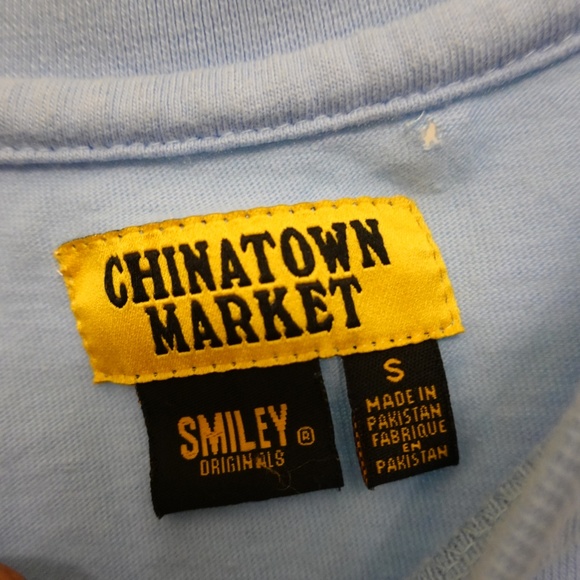 CHINATOWN
MARKET
SMILEY ®
ORIGINALS
S
MADE IN
PAKISTAN
FABRIQUE
EN
PAKISTAN